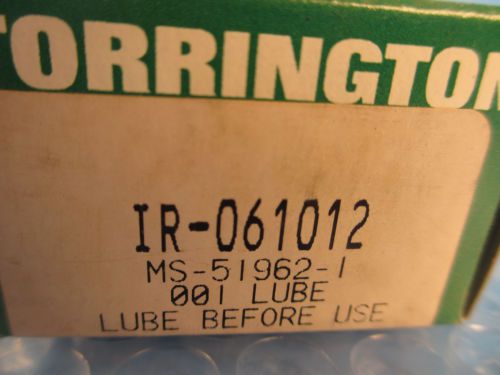 TORRINGTON
IR-061012
MS-51962-1
001 LUBE
LUBE BEFORE USE